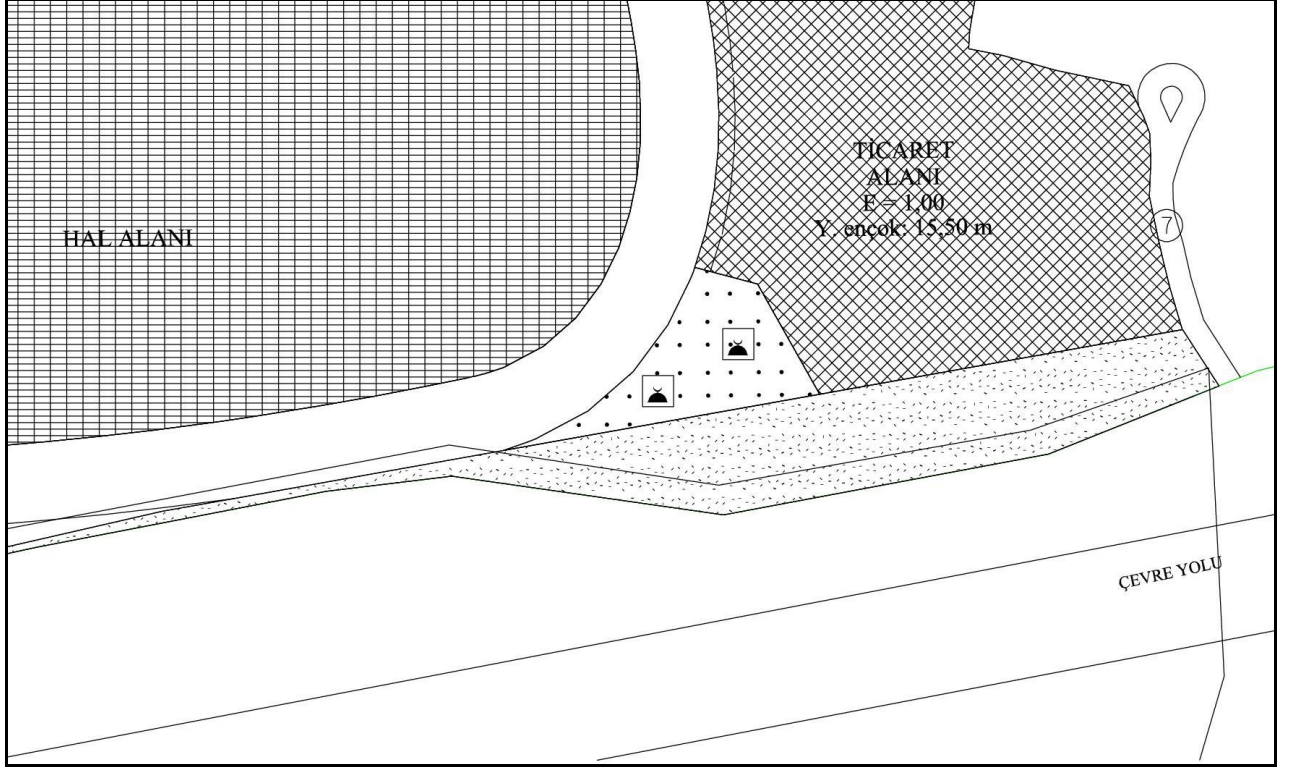 TİCARET
ALANI
E = 1,00
Y. ençok: 15,50 m
7
HAL ALANI
ÇEVRE YOLU